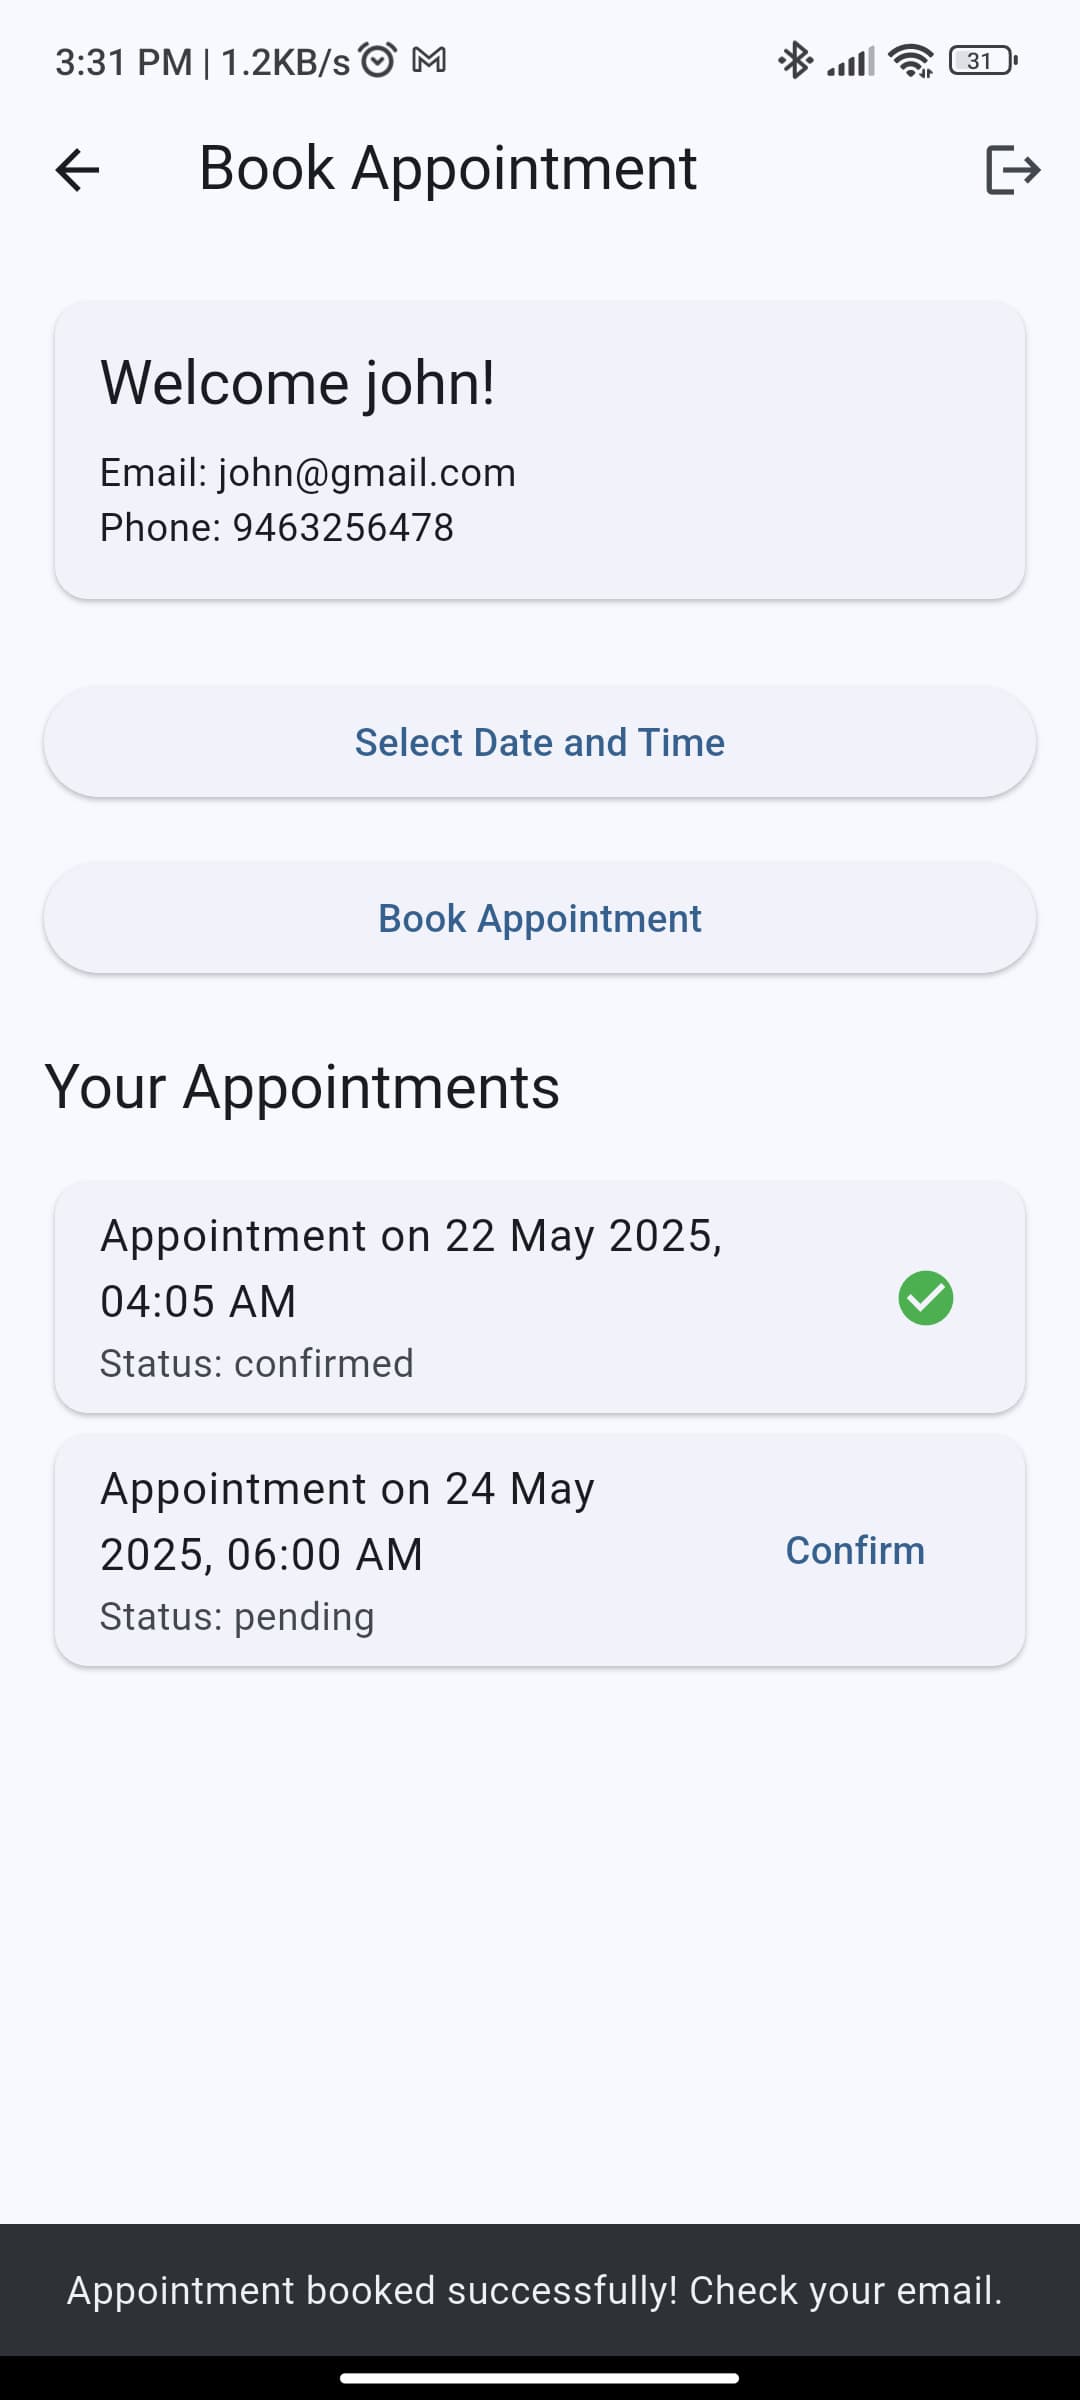 3:31 PM | 1.2KB/s
31
Book Appointment
Welcome john!
Email: john@gmail.com
Phone: 9463256478
Select Date and Time
Book Appointment
Your Appointments
Appointment on 22 May 2025,
04:05 AM
Status: confirmed
Appointment on 24 May
2025, 06:00 AM
Status: pending
Confirm
Appointment booked successfully! Check your email.